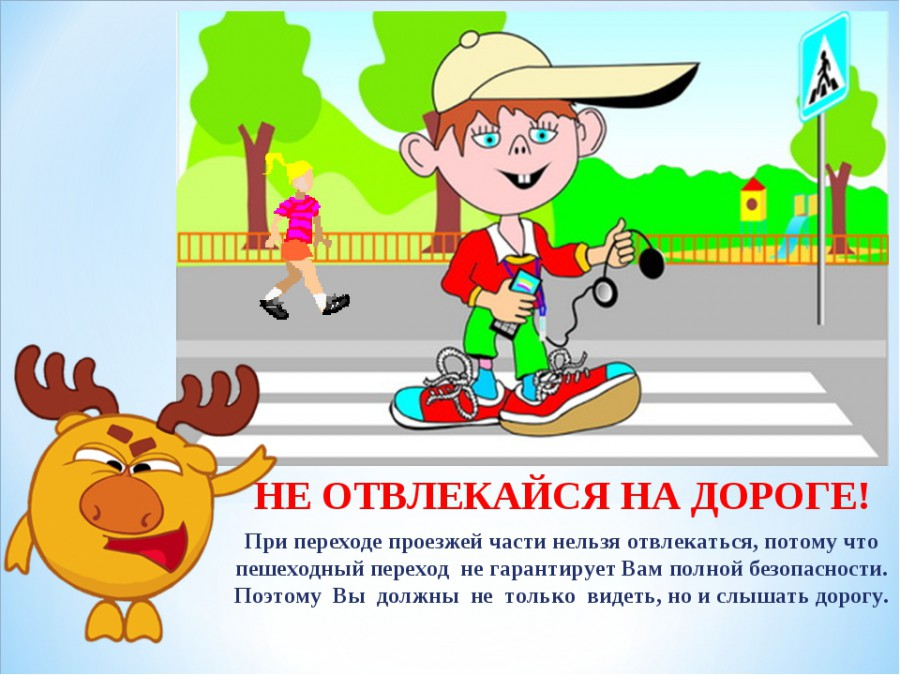 НЕ ОТВЛЕКАЙСЯ НА ДОРОГЕ!
При переходе проезжей части нельзя отвлекаться, потому что
пешеходный переход не гарантирует Вам полной безопасности.
Поэтому Вы должны не только видеть, но и слышать дорогу.